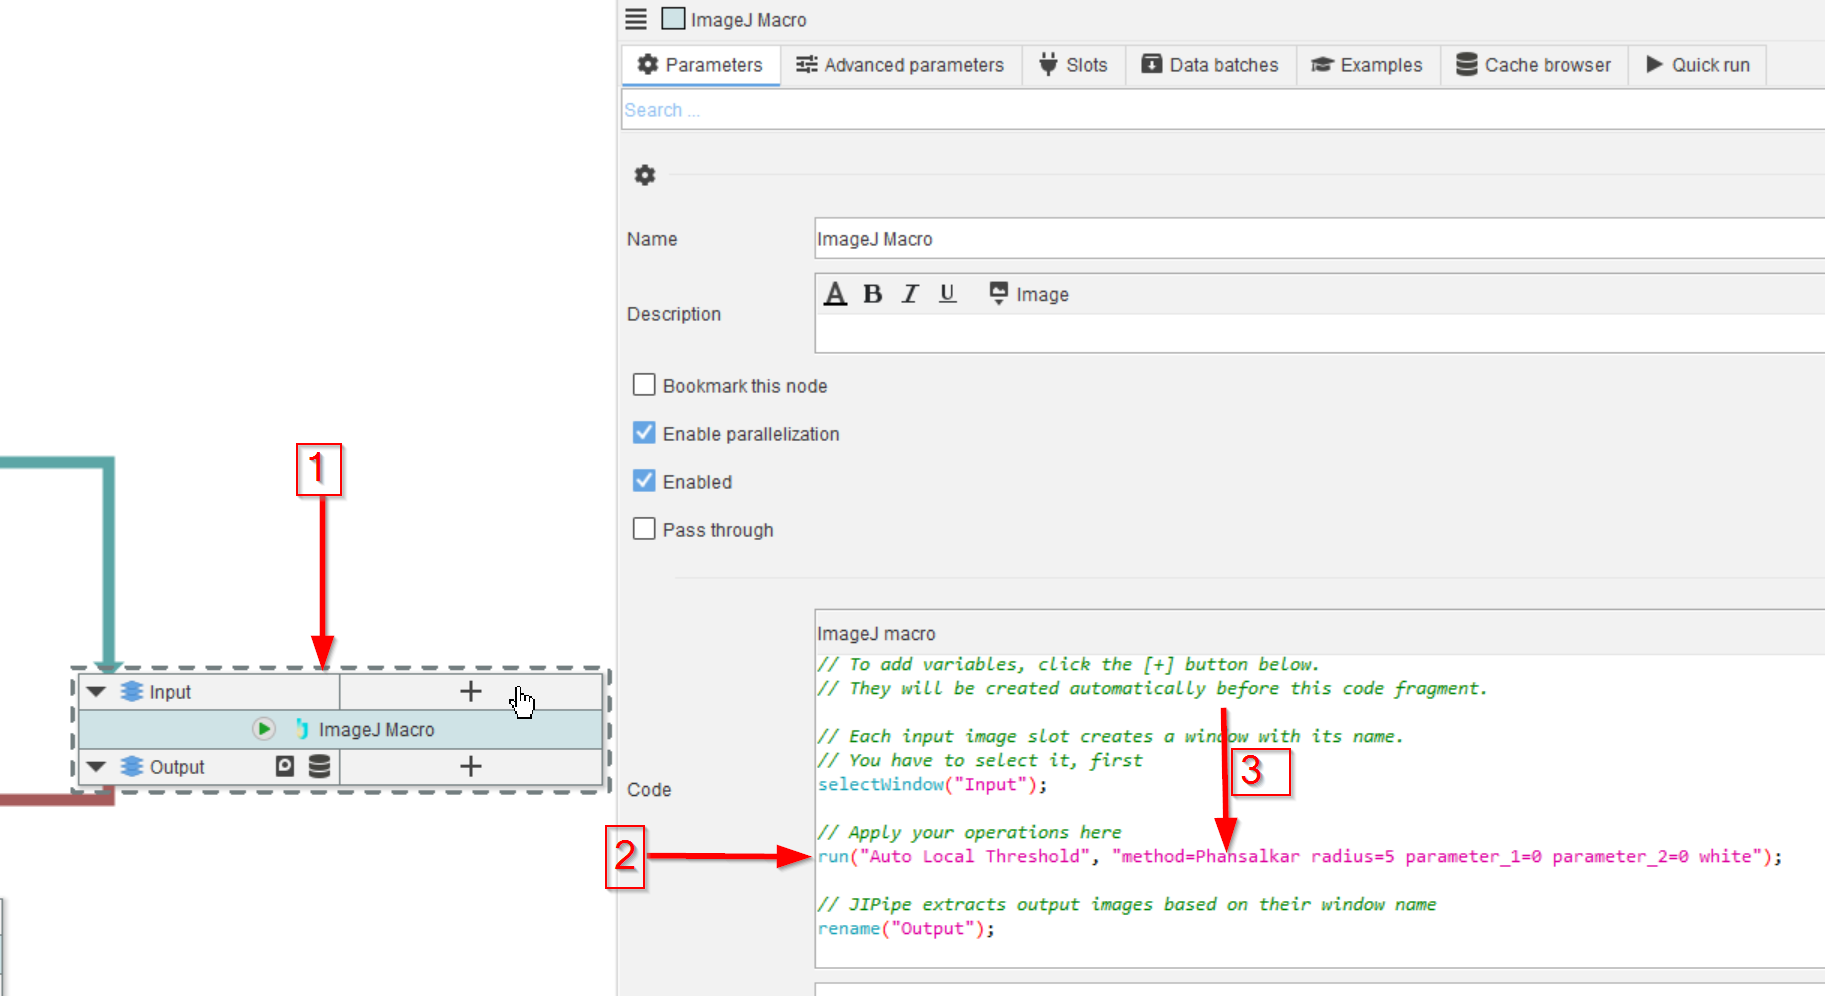 ImageJ Macro
Parameters Advanced parameters Slots Data batches Examples Cache browser Quick run
Search ...
Name ImageJ Macro
A B I U Image
Description
Bookmark this node
Enable parallelization
Enabled
Pass through
1
Input
ImageJ Macro
Output
Code
ImageJ macro
// To add variables, click the [+] button below.
// They will be created automatically before this code fragment.
// Each input image slot creates a window with its name.
// You have to select it, first
selectWindow("Input");
3
// Apply your operations here
2
run("Auto Local Threshold", "method=Phansalkar radius=5 parameter_1=0 parameter_2=0 white");
// JIPipe extracts output images based on their window name
rename("Output");